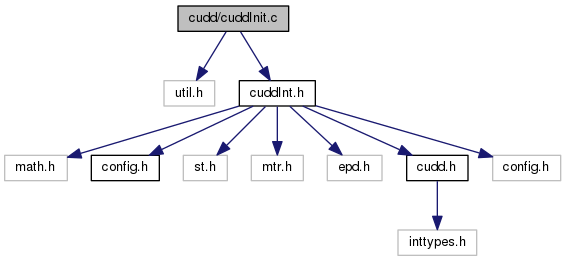 cudd/cuddInit.c
util.h
cuddInt.h
math.h
config.h
st.h
mtr.h
epd.h
cudd.h
config.h
inttypes.h